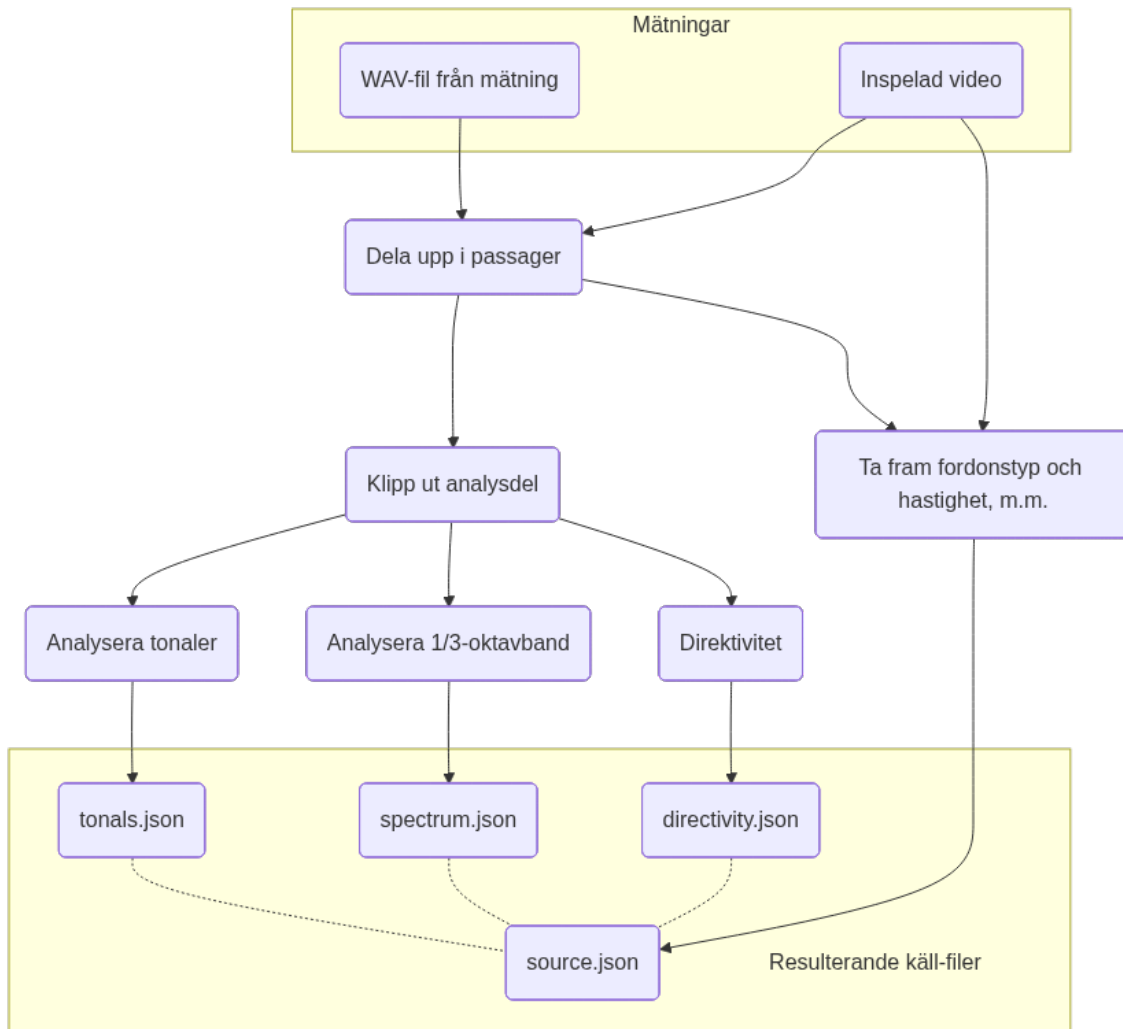 Mätningar
WAV-fil från mätning
Inspelad video
Dela upp i passager
Klipp ut analysdel
Ta fram fordonstyp och
hastighet, m.m.
Analysera tonaler
Analysera 1/3-oktavband
Direktivitet
tonals.json
spectrum.json
directivity.json
source.json
Resulterande käll-filer